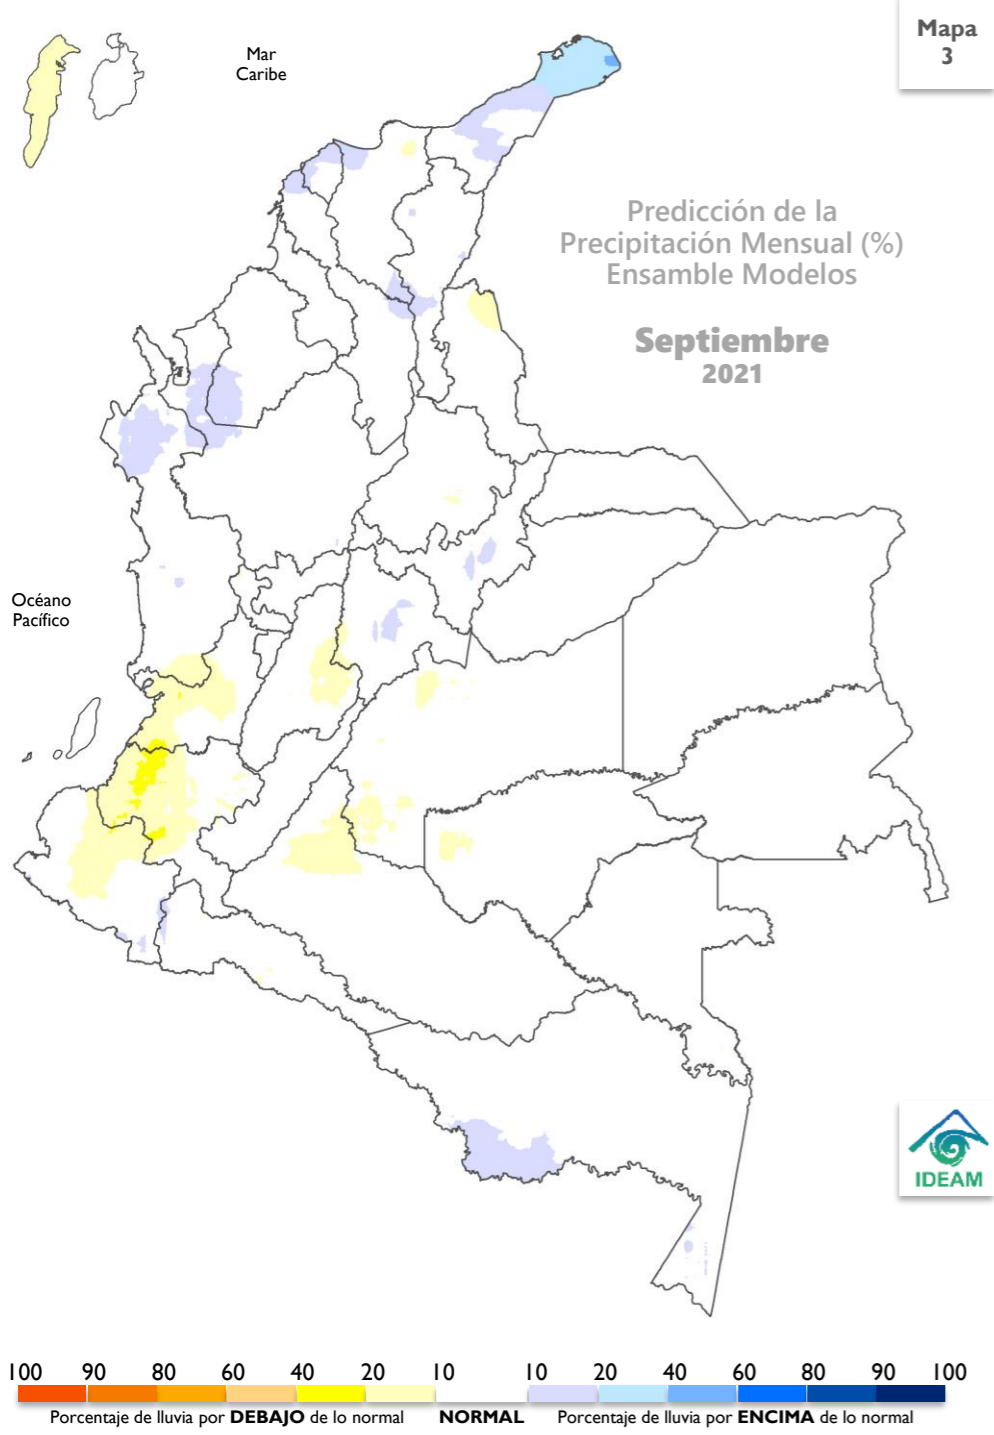 Mapa
3
Mar
Caribe
Predicción de la
Precipitación Mensual (%)
Ensamble Modelos
Septiembre
2021
Océano
Pacífico
IDEAM
100 90 80 60 40 20 10 10 20 40 60 80 90 100
Porcentaje de lluvia por DEBAJO de lo normal NORMAL Porcentaje de lluvia por ENCIMA de lo normal